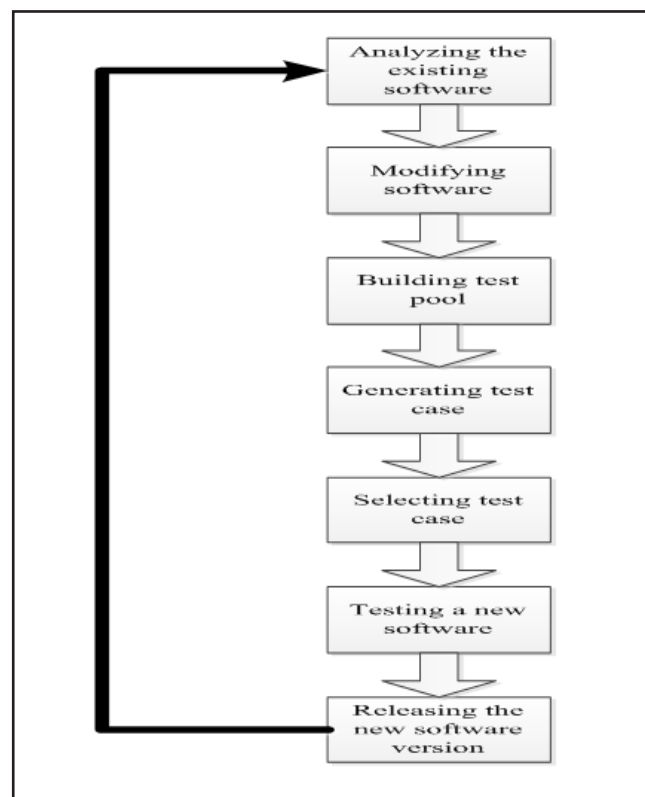 Analyzing the
existing
software
Modifying
software
Building test
pool
Generating test
case
Selecting test
case
Testing a new
software
Releasing the
new software
version